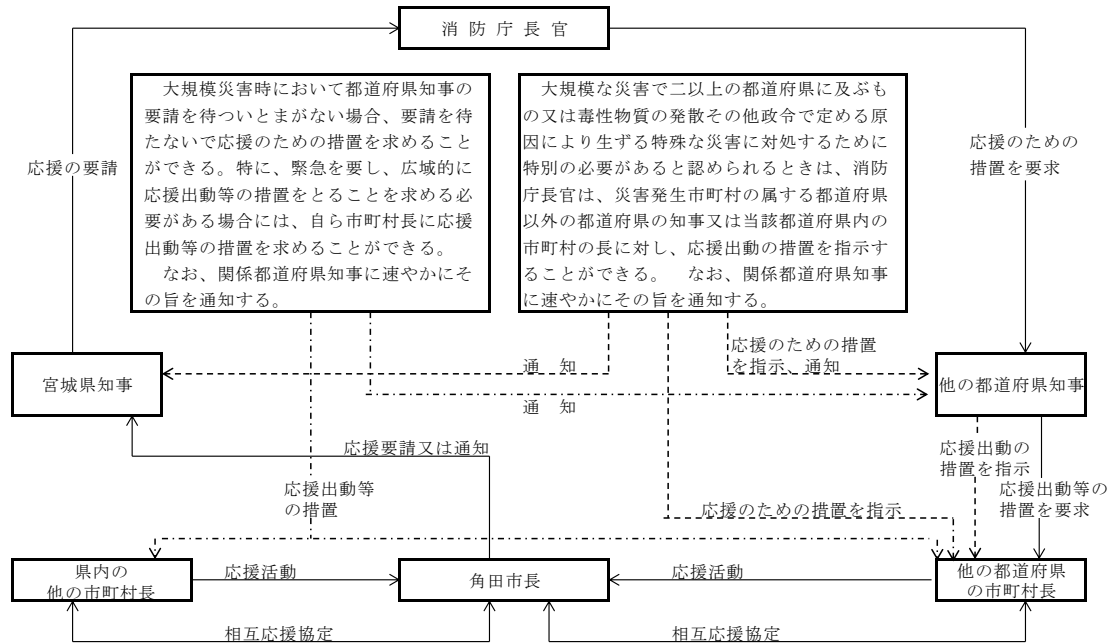 消 防 庁 長 官
大規模災害時において都道府県知事の
要請を待ついとまがない場合、要請を待
たないで応援のための措置を求めること
ができる。特に、緊急を要し、広域的に
応援出動等の措置をとることを求める必
要がある場合には、自ら市町村長に応援
出動等の措置を求めることができる。
なお、関係都道府県知事に速やかにそ
の旨を通知する。
大規模な災害で二以上の都道府県に及ぶも
の又は毒性物質の発散その他政令で定める原
因により生ずる特殊な災害に対処するために
特別の必要があると認められるときは、消防
庁長官は、災害発生市町村の属する都道府県
以外の都道府県の知事又は当該都道府県内の
市町村の長に対し、応援出動の措置を指示す
ることができる。　なお、関係都道府県知事
に速やかにその旨を通知する。
応援の要請
応援のための
措置を要求
応援のための措置
を指示、通知
通　知
宮城県知事
他の都道府県知事
通　知
応援要請又は通知
応援出動の
措置を指示
応援出動等
の措置
応援出動等の
措置を要求
応援のための措置を指示
県内の
他の市町村長
応援活動
角田市長
応援活動
他の都道府県
の市町村長
相互応援協定
相互応援協定